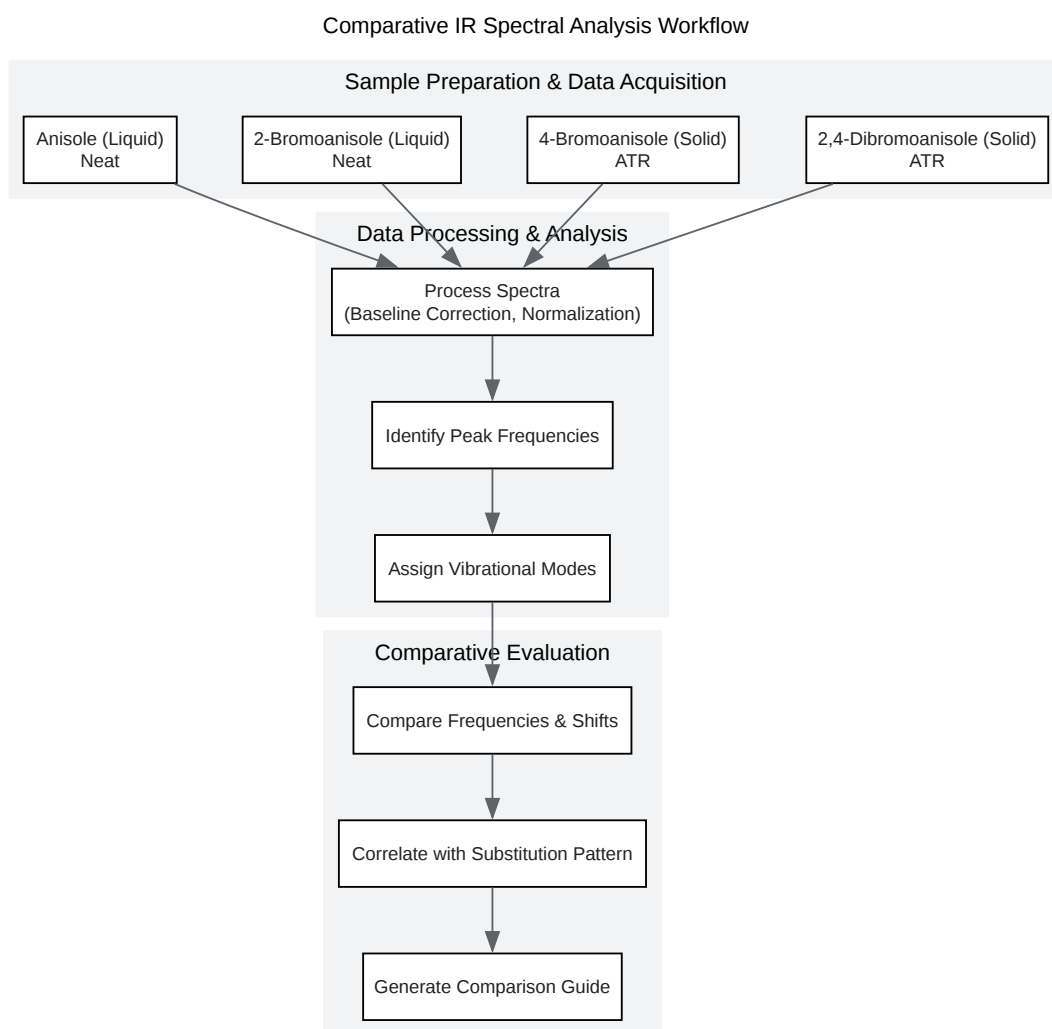 Comparative IR Spectral Analysis Workflow
Sample Preparation & Data Acquisition
Anisole (Liquid)
Neat
2-Bromoanisole (Liquid)
Neat
4-Bromoanisole (Solid)
ATR
2,4-Dibromoanisole (Solid)
ATR
Data Processing & Analysis
Process Spectra
(Baseline Correction, Normalization)
Identify Peak Frequencies
Assign Vibrational Modes
Comparative Evaluation
Compare Frequencies & Shifts
Correlate with Substitution Pattern
Generate Comparison Guide